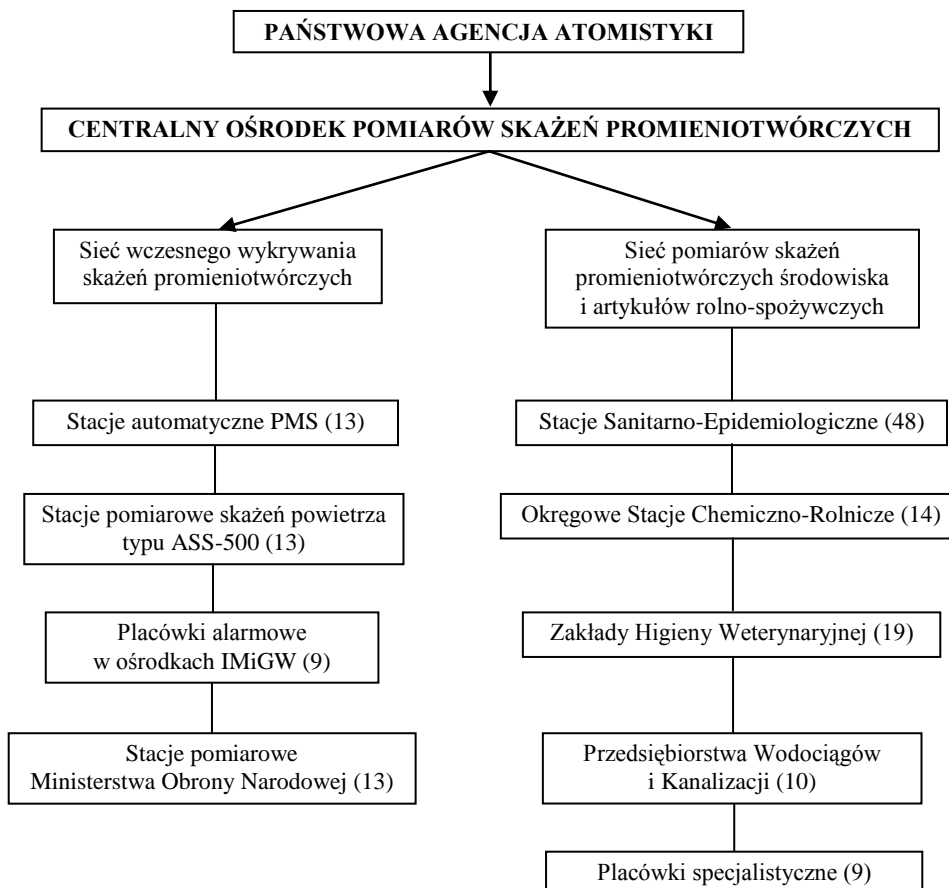 PAŃSTWOWA AGENCJA ATOMISTYKI
CENTRALNY OŚRODEK POMIARÓW SKAŻEŃ PROMIENIOTWÓRCZYCH
Sieć wczesnego wykrywania
skażeń promieniotwórczych
Stacje automatyczne PMS (13)
Stacje pomiarowe skażeń powietrza
typu ASS-500 (13)
Placówki alarmowe
w ośrodkach IMiGW (9)
Stacje pomiarowe
Ministerstwa Obrony Narodowej (13)
Sieć pomiarów skażeń
promieniotwórczych środowiska
i artykułów rolno-spożywczych
Stacje Sanitarno-Epidemiologiczne (48)
Okręgowe Stacje Chemiczno-Rolnicze (14)
Zakłady Higieny Weterynaryjnej (19)
Przedsiębiorstwa Wodociągów
i Kanalizacji (10)
Placówki specjalistyczne (9)